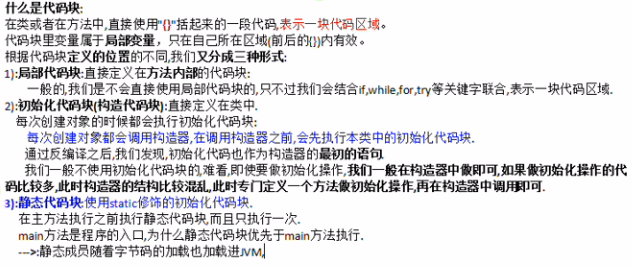 什么是代码块:
在类或者在方法中,直接使用"{}"括起来的一段代码,表示一块代码区域。
代码块里变量属于局部变量，只在自己所在区域(前后的{})内有效。
根据代码块定义的位置的不同,我们又分成三种形式:
1):局部代码块:直接定义在方法内部的代码块:
一般的,我们是不会直接使用局部代码块的,只不过我们会结合if,while,for,try等关键字联合,表示一块代码区域.
2):初始化代码块(构造代码块):直接定义在类中.
每次创建对象的时候都会执行初始化代码块:
每次创建对象都会调用构造器,在调用构造器之前,会先执行本类中的初始化代码块.
通过反编译之后,我们发现,初始化代码也作为构造器的最初的语句.
我们一般不使用初始化代码块的,难看,即使要做初始化操作,我们一般在构造器中做即可,如果做初始化操作的代
码比较多,此时构造器的结构比较混乱,此时专门定义一个方法做初始化操作,再在构造器中调用即可.
3):静态代码块:使用static修饰的初始化代码块.
在主方法执行之前执行静态代码块,而且只执行一次.
main方法是程序的入口,为什么静态代码块优先于main方法执行.
--->:静态成员随着字节码的加载也加载进JVM,